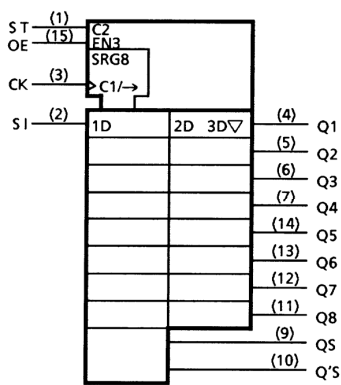 ST (1) C2
OE (15) EN3
SRG8
CK (3) C1/→
SI (2) 1D 2D 3D▽ (4) Q1
(5) Q2
(6) Q3
(7) Q4
(14) Q5
(13) Q6
(12) Q7
(11) Q8
(9) QS
(10) Q'S